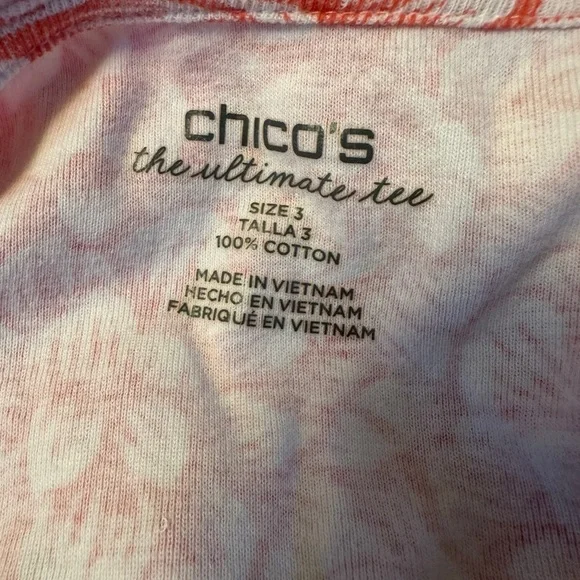 chico's
the ultimate tee
SIZE 3
TALLA 3
100% COTTON
MADE IN VIETNAM
HECHO EN VIETNAM
FABRIQUÉ EN VIETNAM